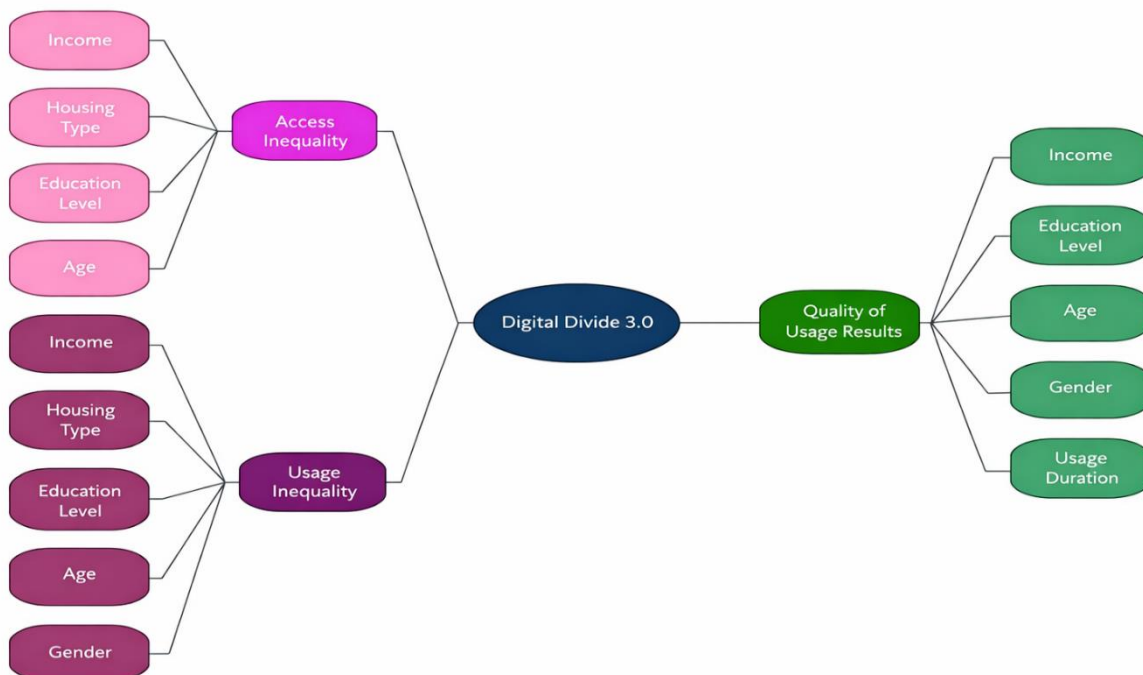 Income
Housing
Type
Education
Level
Age
Access
Inequality
Income
Housing
Type
Education
Level
Age
Gender
Usage
Inequality
Digital Divide 3.0
Quality of
Usage Results
Income
Education
Level
Age
Gender
Usage
Duration